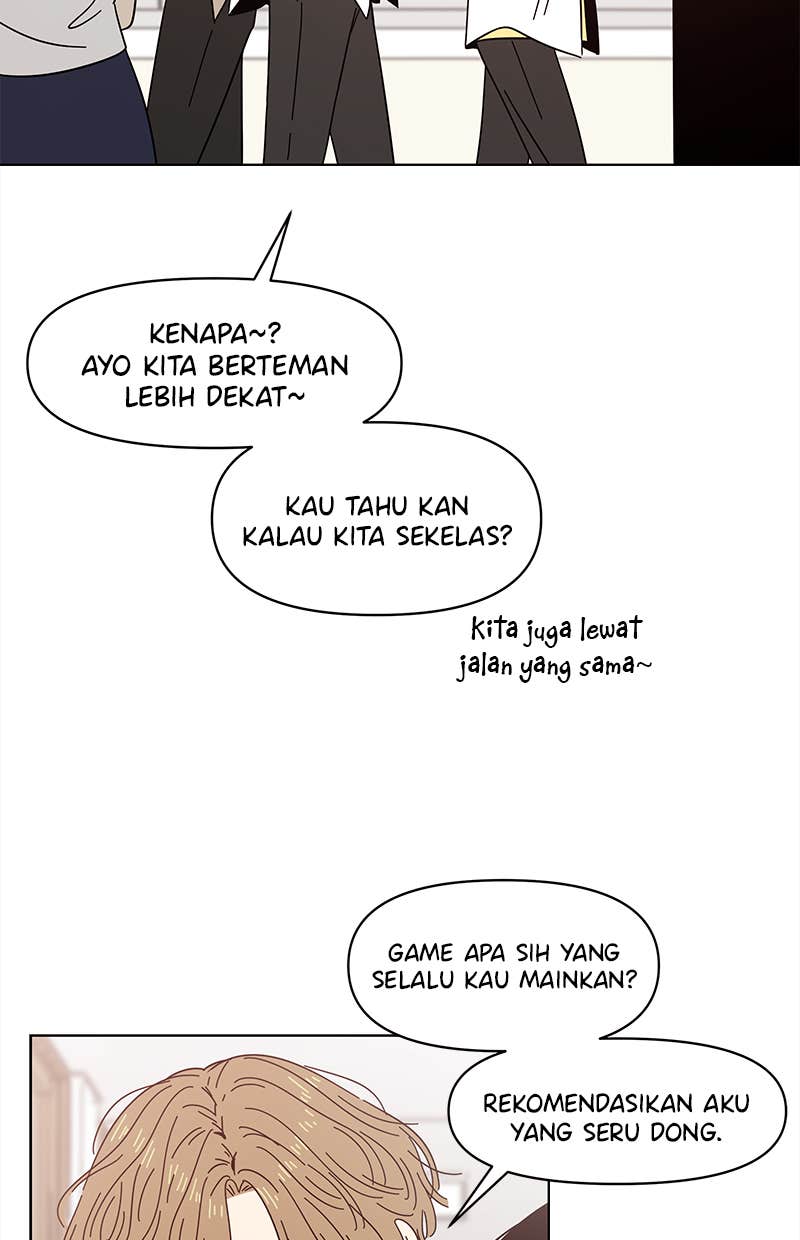 KENAPA~?
AYO KITA BERTEMAN
LEBIH DEKAT~
KAU TAHU KAN
KALAU KITA SEKELAS?
kita juga lewat
jalan yang sama~
GAME APA SIH YANG
SELALU KAU MAINKAN?
REKOMENDASIKAN AKU
YANG SERU DONG.